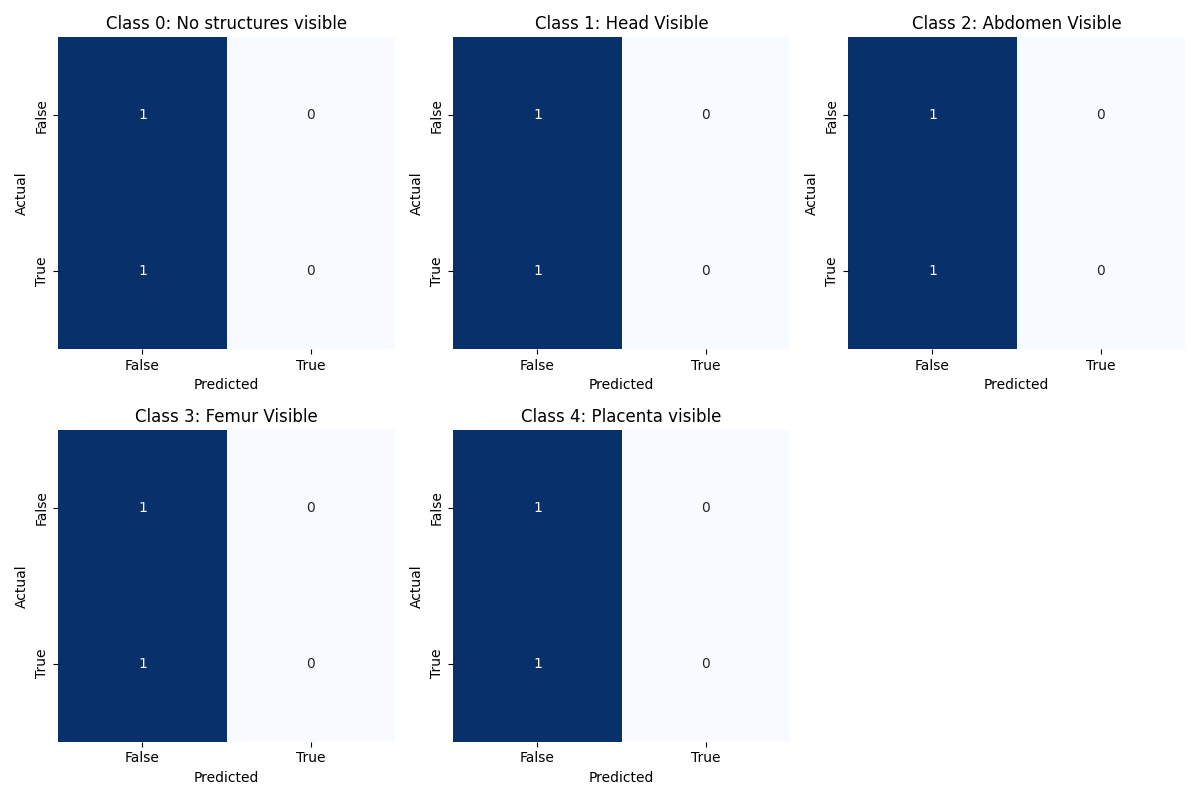 Class 0: No structures visible
False
1
0
Actual
True
1
0
False
True
Predicted
Class 1: Head Visible
False
1
0
Actual
True
1
0
False
True
Predicted
Class 2: Abdomen Visible
False
1
0
Actual
True
1
0
False
True
Predicted
Class 3: Femur Visible
False
1
0
Actual
True
1
0
False
True
Predicted
Class 4: Placenta visible
False
1
0
Actual
True
1
0
False
True
Predicted